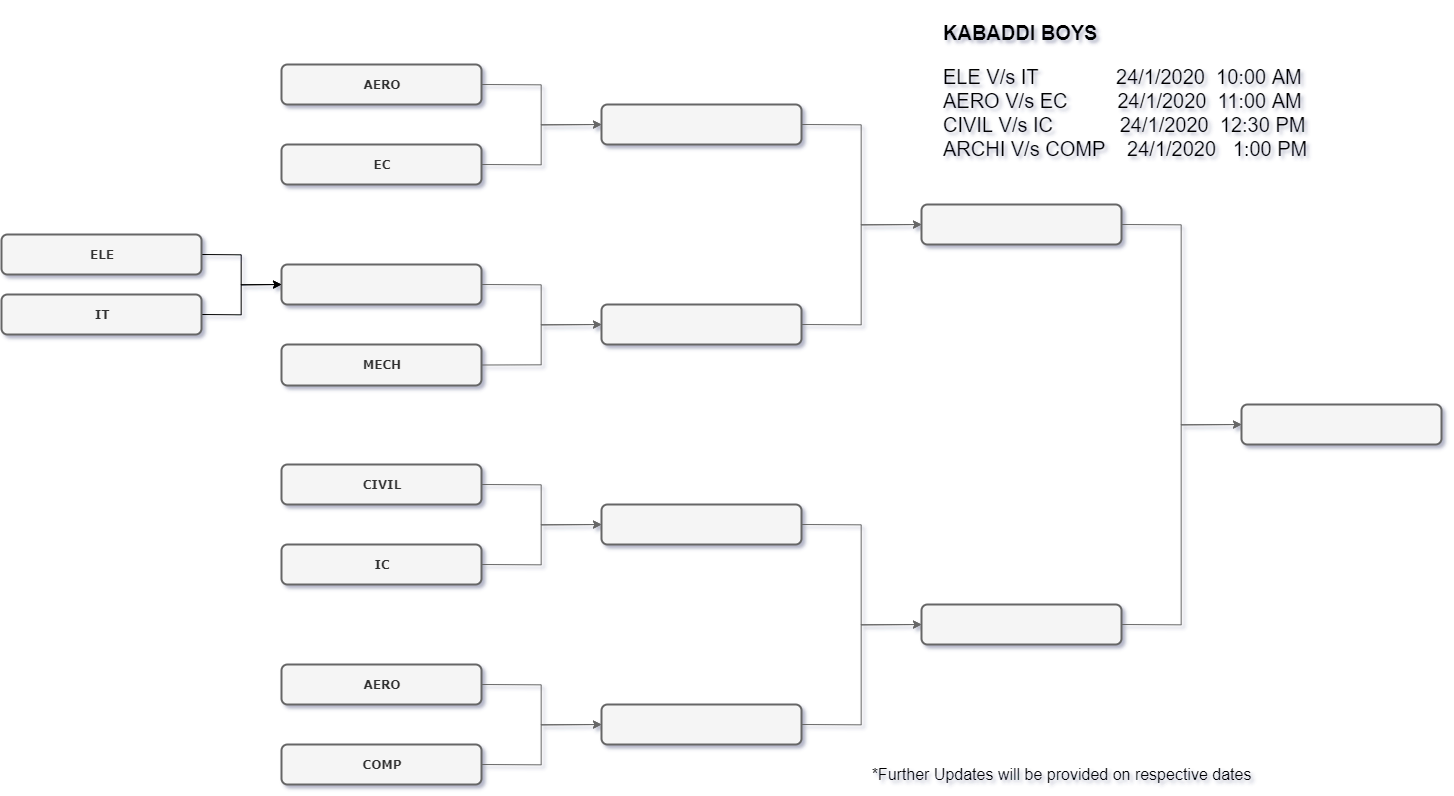 KABADDI BOYS
ELE V/s IT 24/1/2020 10:00 AM
AERO V/s EC 24/1/2020 11:00 AM
CIVIL V/s IC 24/1/2020 12:30 PM
ARCHI V/s COMP 24/1/2020 1:00 PM
AERO
EC
ELE
IT
MECH
CIVIL
IC
AERO
COMP
*Further Updates will be provided on respective dates